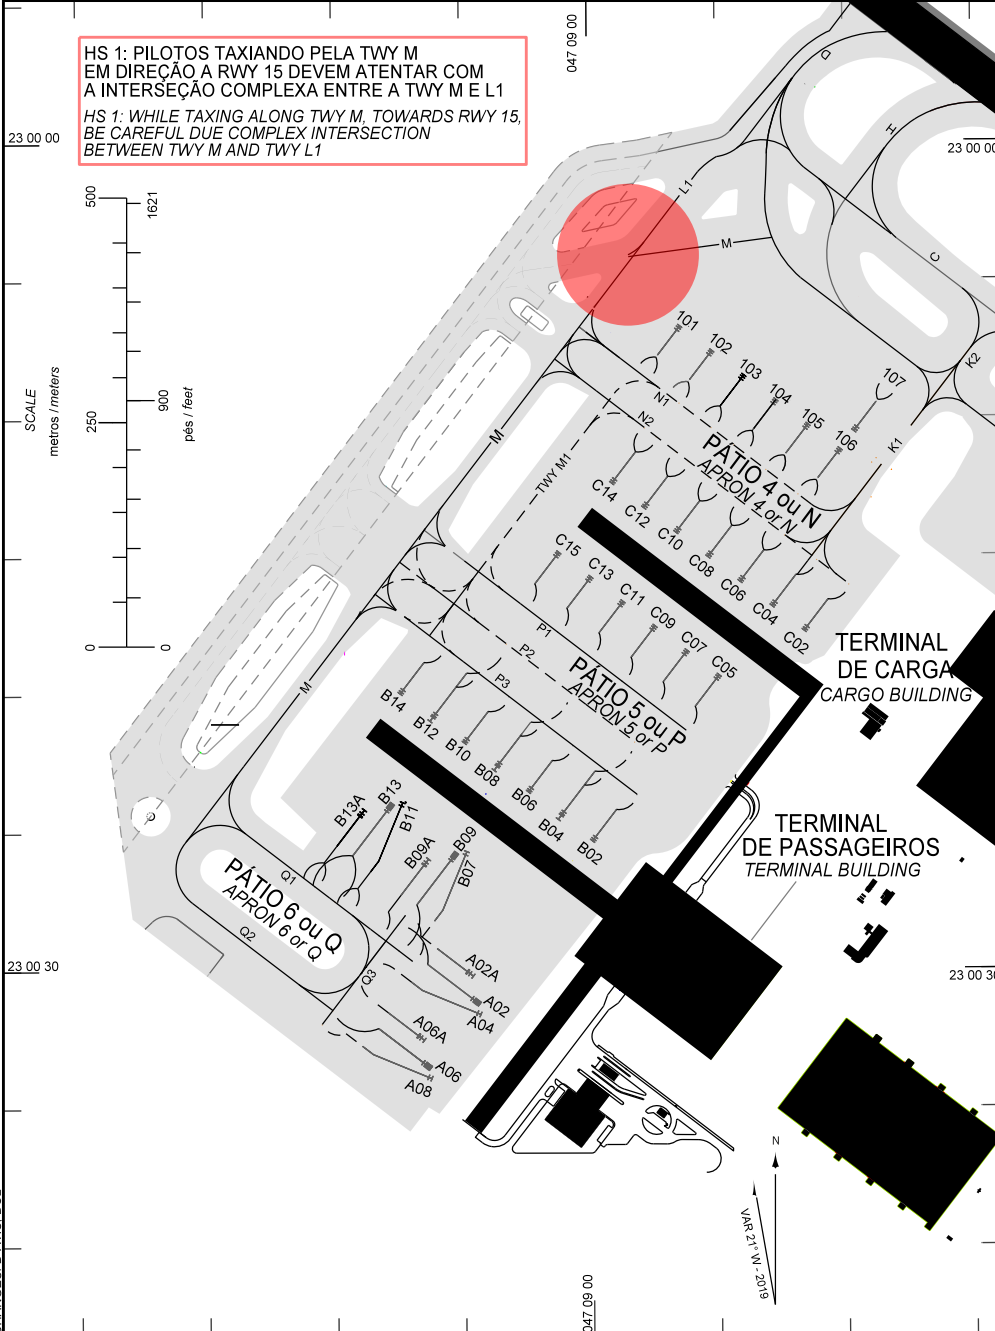 047 09 00
HS 1: PILOTOS TAXIANDO PELA TWY M
EM DIREÇÃO A RWY 15 DEVEM ATENTAR COM
A INTERSEÇÃO COMPLEXA ENTRE A TWY M E L1
HS 1: WHILE TAXING ALONG TWY M, TOWARDS RWY 15,
BE CAREFUL DUE COMPLEX INTERSECTION
BETWEEN TWY M AND TWY L1
23 00 00
23 00 00
D
H
C
L1
M
K2
K1
500
1621
250
900
0
0
SCALE
metros / meters
pés / feet
101
102
103
104
105
106
107
N1
N2
M
TWY M1
PÁTIO 4 ou N
APRON 4 or N
C14
C12
C10
C08
C06
C04
C02
C15
C13
C11
C09
C07
C05
P1
P2
P3
PÁTIO 5 ou P
APRON 5 or P
TERMINAL
DE CARGA
CARGO BUILDING
M
B14
B12
B10
B08
B06
B04
B02
B13A
B13
B11
B09A
B09
B07
TERMINAL
DE PASSAGEIROS
TERMINAL BUILDING
Q1
PÁTIO 6 ou Q
APRON 6 or Q
Q2
Q3
A02A
A02
A04
A06A
A06
A08
23 00 30
23 00 30
N
VAR 21° W - 2019
047 09 00